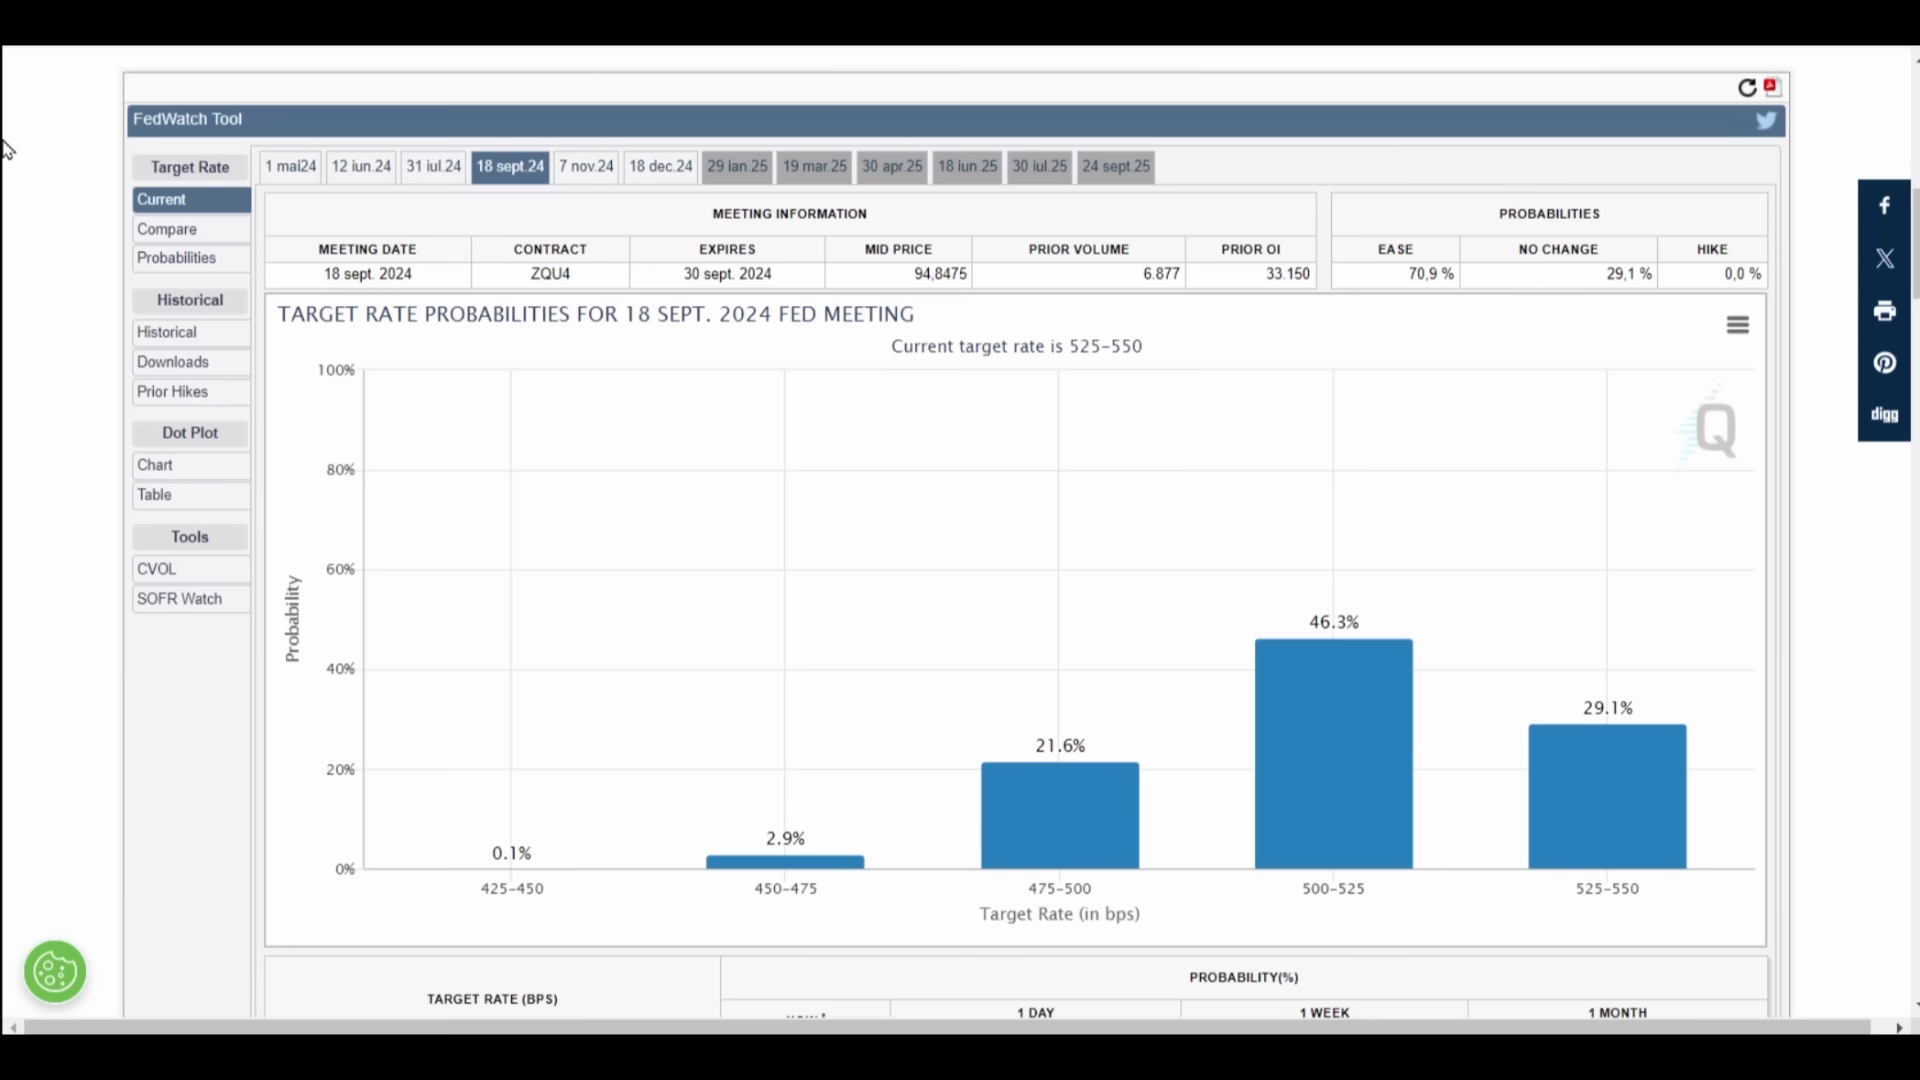 FedWatch Tool
Target Rate
Current
Compare
Probabilities
Historical
Historical
Downloads
Prior Hikes
Dot Plot
Chart
Table
Tools
CVOL
SOFR Watch
1 mai24 12 iun.24 31 iul.24 18 sept.24 7 nov.24 18 dec.24 29 ian.25 19 mar.25 30 apr.25 18 iun.25 30 iul.25 24 sept.25
MEETING INFORMATION
MEETING DATE CONTRACT EXPIRES MID PRICE PRIOR VOLUME PRIOR OI
18 sept. 2024 ZQU4 30 sept. 2024 94,8475 6.877 33.150
PROBABILITIES
EASE NO CHANGE HIKE
70,9 % 29,1 % 0,0 %
TARGET RATE PROBABILITIES FOR 18 SEPT. 2024 FED MEETING
Current target rate is 525-550
Probability
100%
80%
60%
40%
20%
0%
0.1%
2.9%
21.6%
46.3%
29.1%
425-450 450-475 475-500 500-525 525-550
Target Rate (in bps)
Q
TARGET RATE (BPS)
PROBABILITY(%)
1 DAY 1 WEEK 1 MONTH
digg